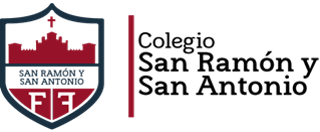 SAN RAMÓN Y
SAN ANTONIO
Colegio
San Ramón y
San Antonio